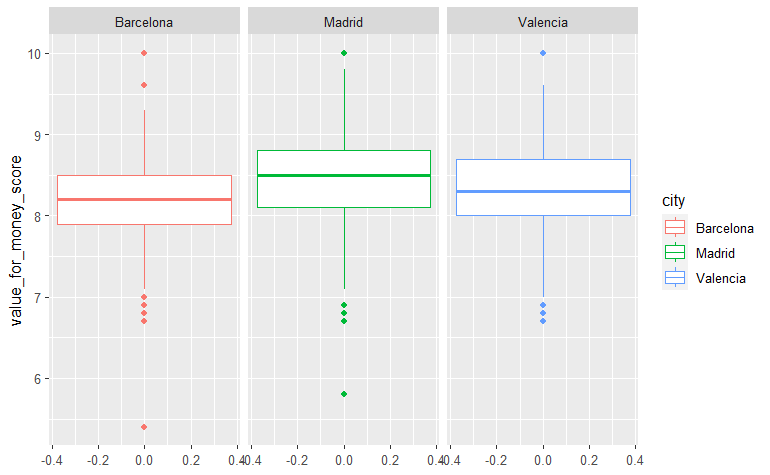 Barcelona Madrid Valencia
10
9
8
7
6
value_for_money_score
-0.4 -0.2 0.0 0.2 0.4 -0.4 -0.2 0.0 0.2 0.4 -0.4 -0.2 0.0 0.2 0.4
city
Barcelona
Madrid
Valencia